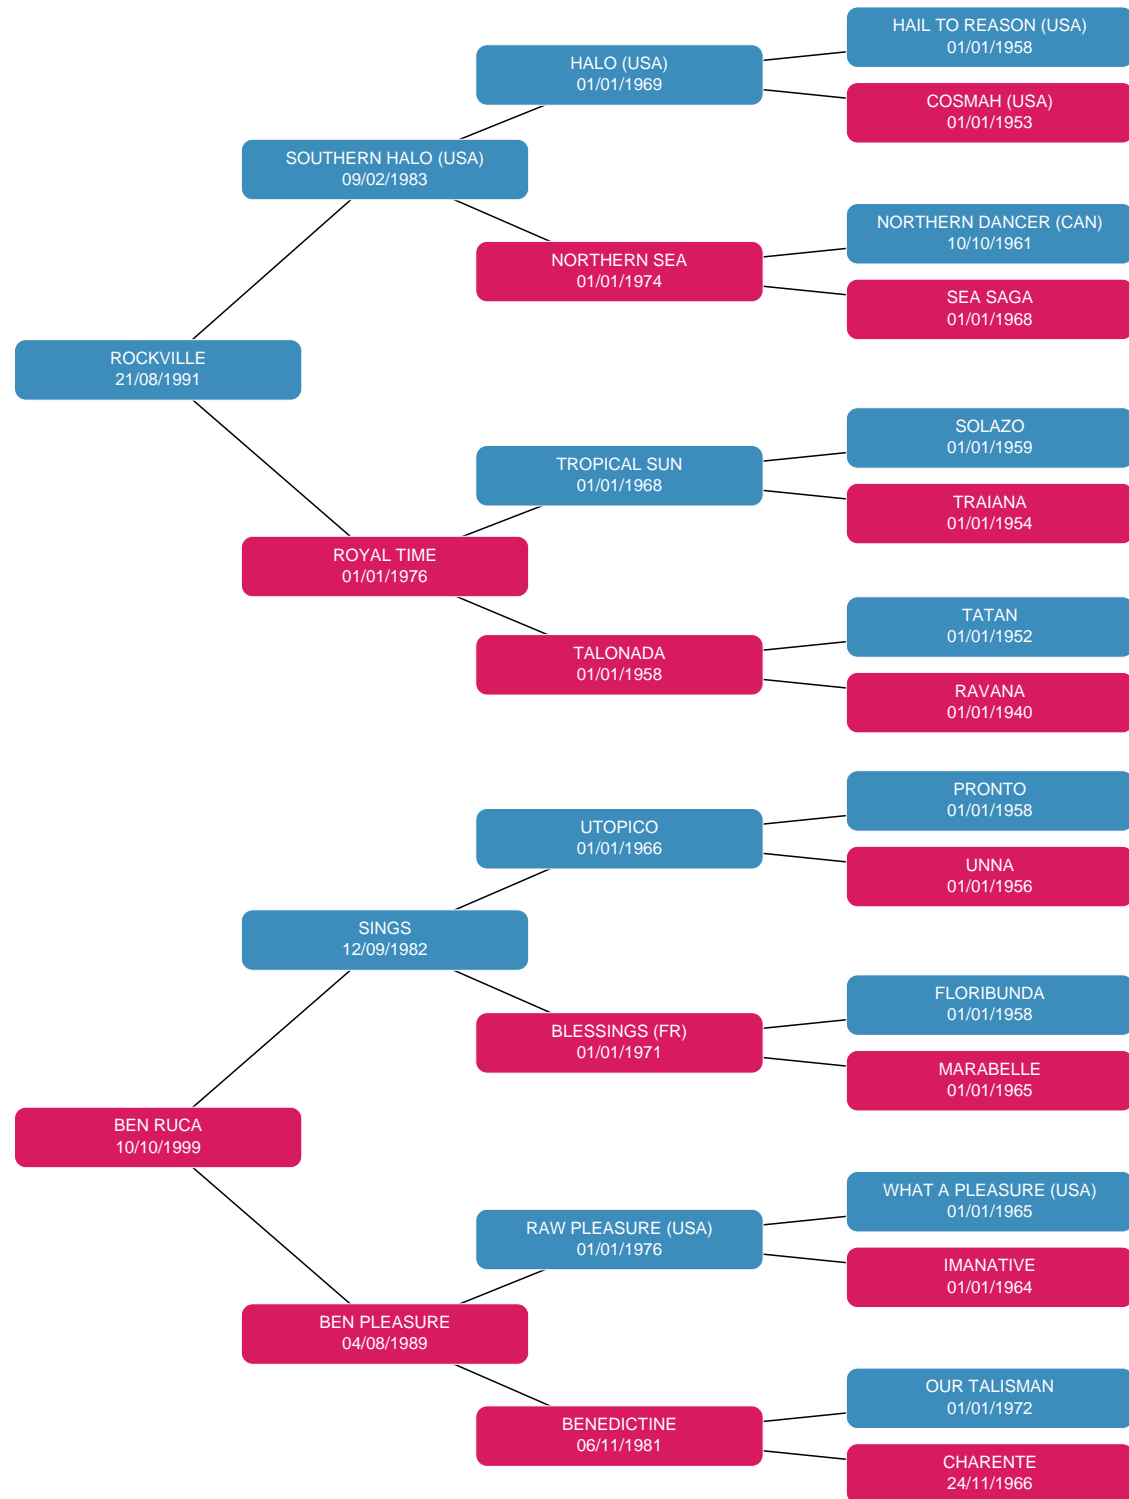 HAIL TO REASON (USA)
01/01/1958
HALO (USA)
01/01/1969
COSMAH (USA)
01/01/1953
SOUTHERN HALO (USA)
09/02/1983
NORTHERN DANCER (CAN)
10/10/1961
NORTHERN SEA
01/01/1974
SEA SAGA
01/01/1968
ROCKVILLE
21/08/1991
SOLAZO
01/01/1959
TROPICAL SUN
01/01/1968
TRAIANA
01/01/1954
ROYAL TIME
01/01/1976
TATAN
01/01/1952
TALONADA
01/01/1958
RAVANA
01/01/1940
PRONTO
01/01/1958
UTOPICO
01/01/1966
UNNA
01/01/1956
SINGS
12/09/1982
FLORIBUNDA
01/01/1958
BLESSINGS (FR)
01/01/1971
MARABELLE
01/01/1965
BEN RUCA
10/10/1999
WHAT A PLEASURE (USA)
01/01/1965
RAW PLEASURE (USA)
01/01/1976
IMANATIVE
01/01/1964
BEN PLEASURE
04/08/1989
OUR TALISMAN
01/01/1972
BENEDICTINE
06/11/1981
CHARENTE
24/11/1966